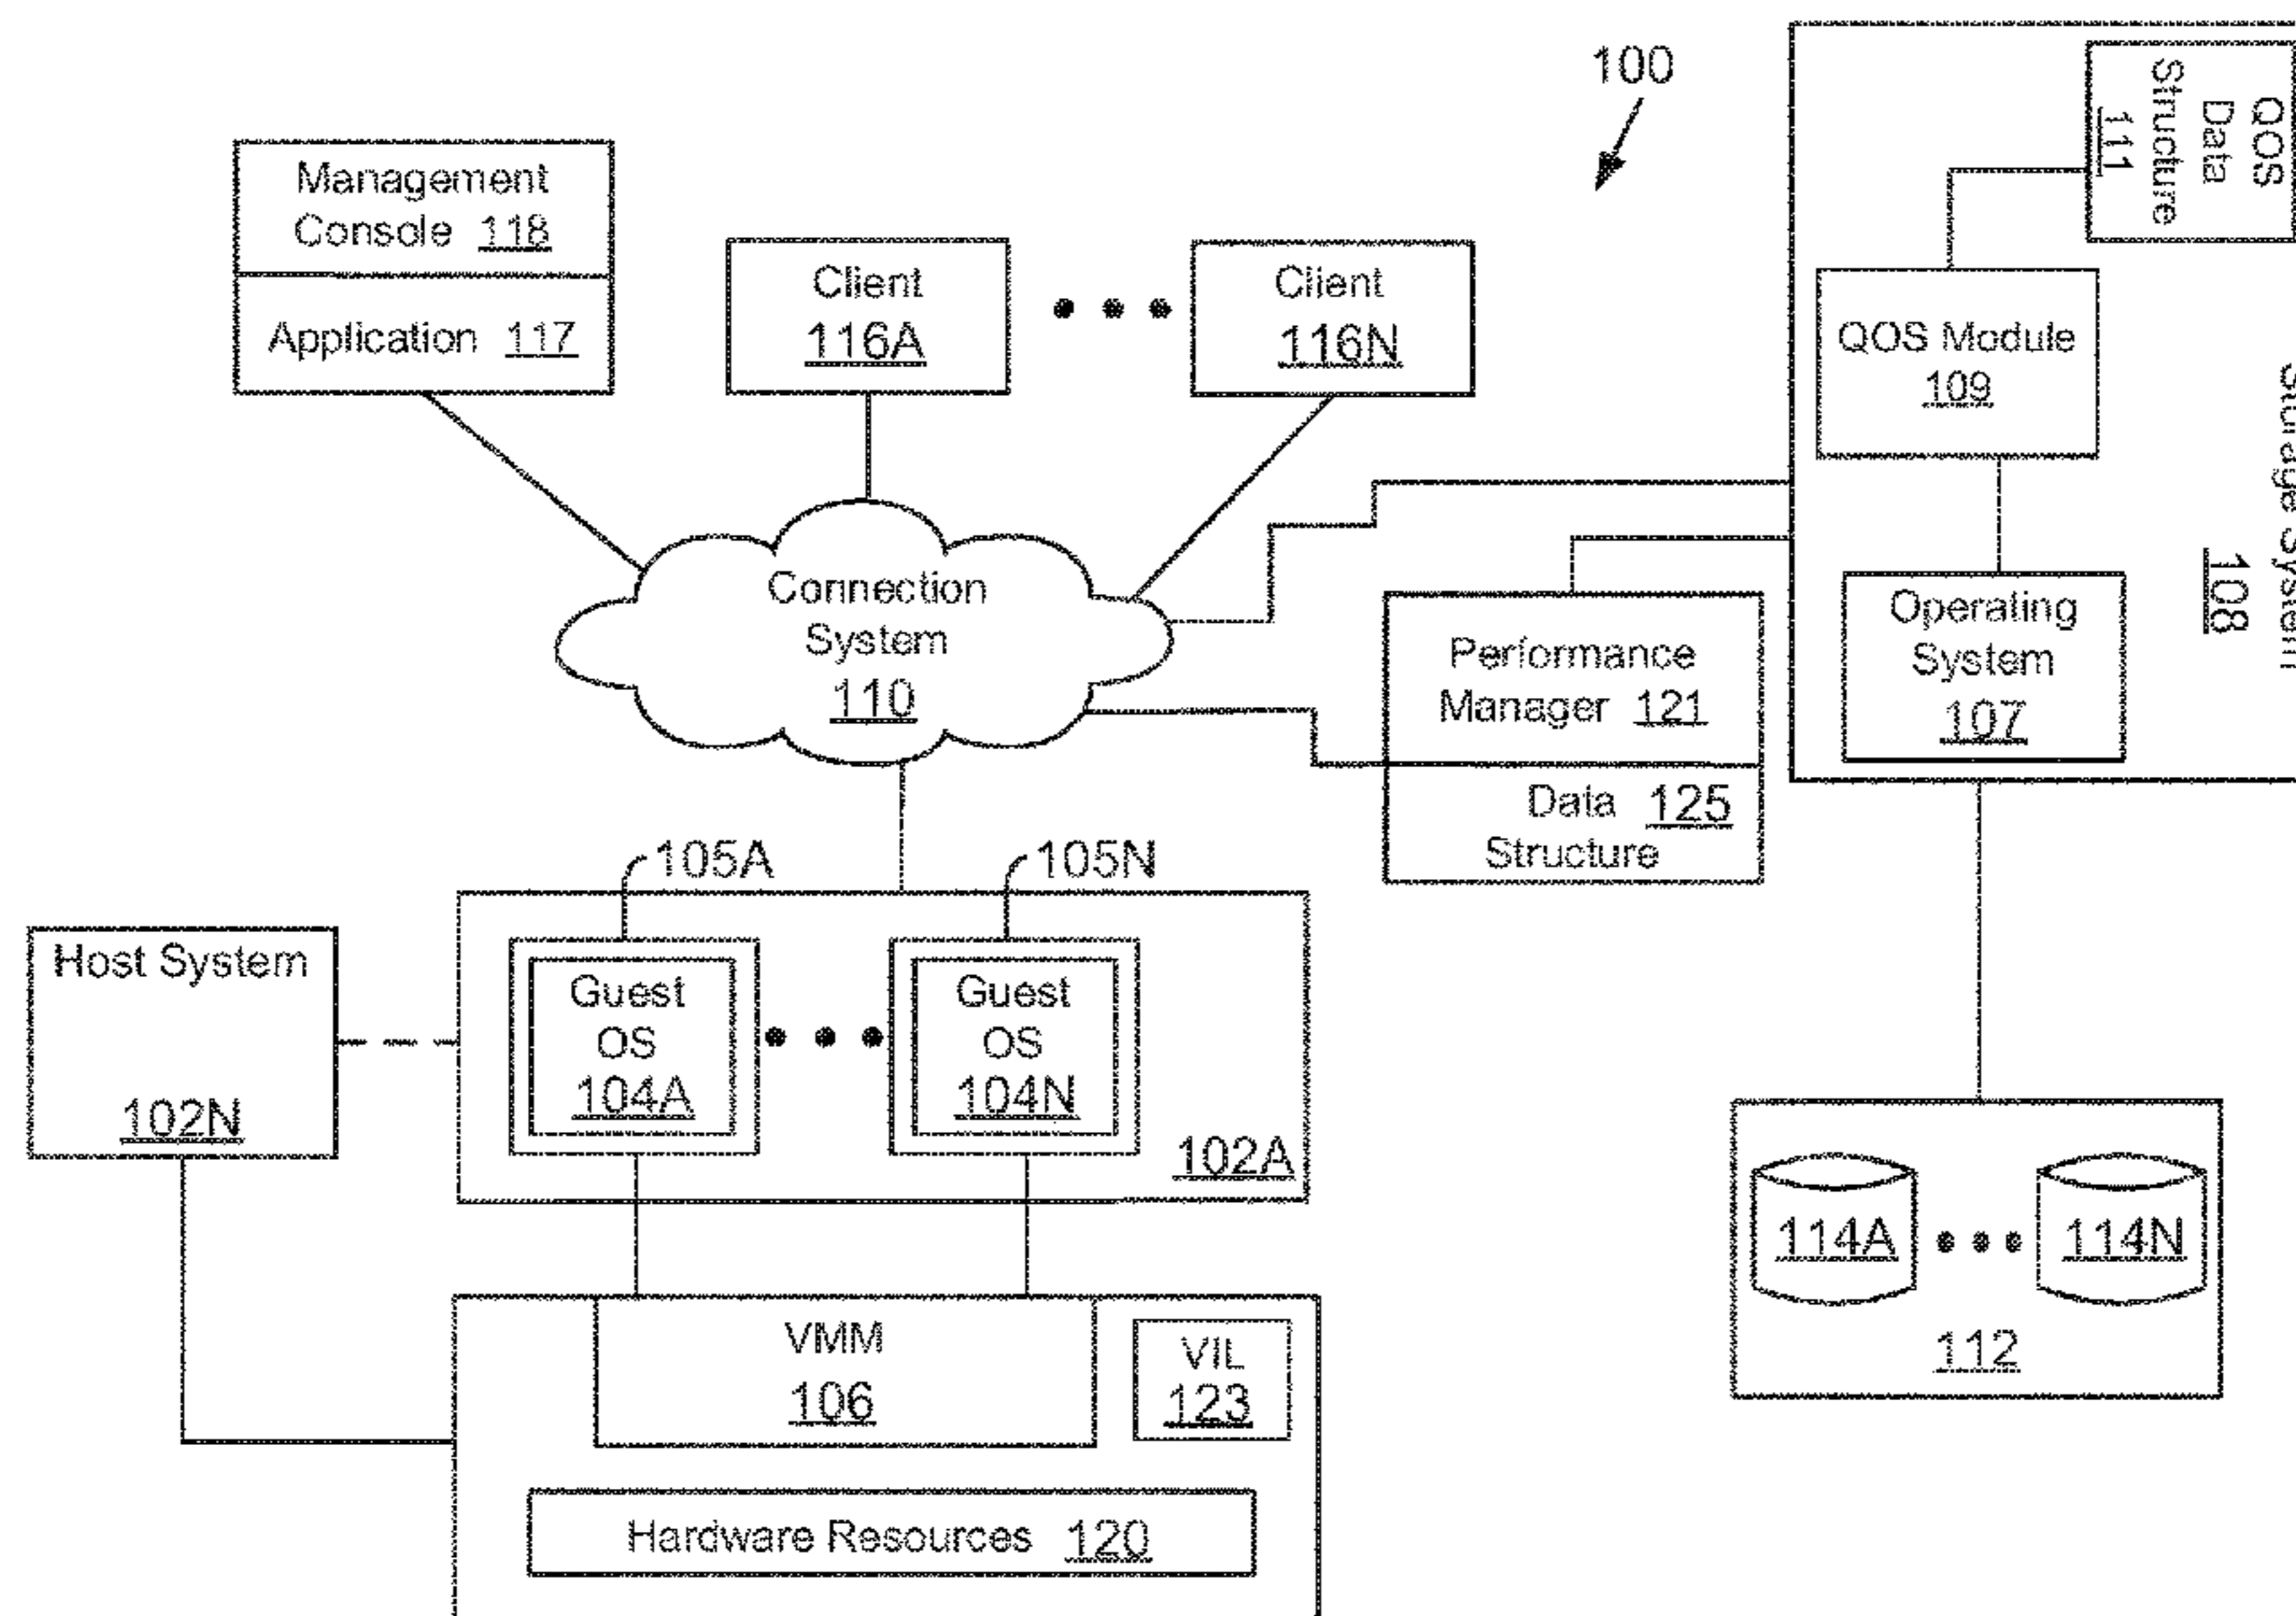 100
QOS
Data
Structure
111
Management
Console 118
Application 117
Client
116A
Client
116N
QOS Module
109
Storage System
108
Connection
System
110
Performance
Manager 121
Data 125
Structure
Operating
System
107
105A
105N
Host System
102N
Guest
OS
104A
Guest
OS
104N
102A
114A
114N
112
VMM
106
VIL
123
Hardware Resources 120